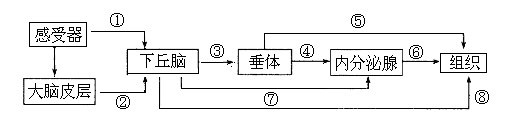 感受器 ① ⑤
下丘脑 ③ 垂体 ④ 内分泌腺 ⑥ 组织
大脑皮层 ② ⑦ ⑧